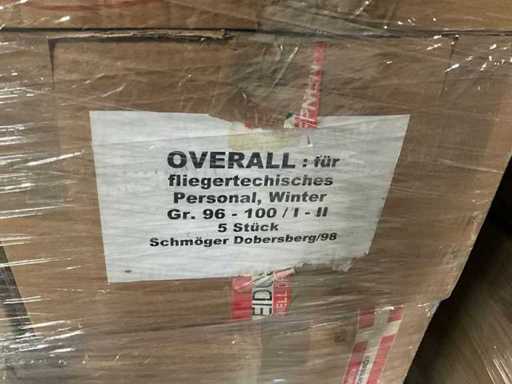 OVERALL : für
fliegertechisches
Personal, Winter
Gr. 96 - 100 / I - II
5 Stück
Schmöger Dobersberg/98